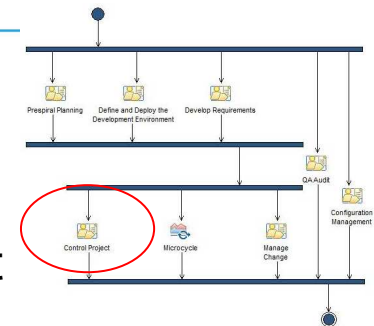 Prespiral Planning
Define and Deploy the
Development Environment
Develop Requirements
QA Audit
Configuration
Management
Control Project
Microcycle
Manage
Change